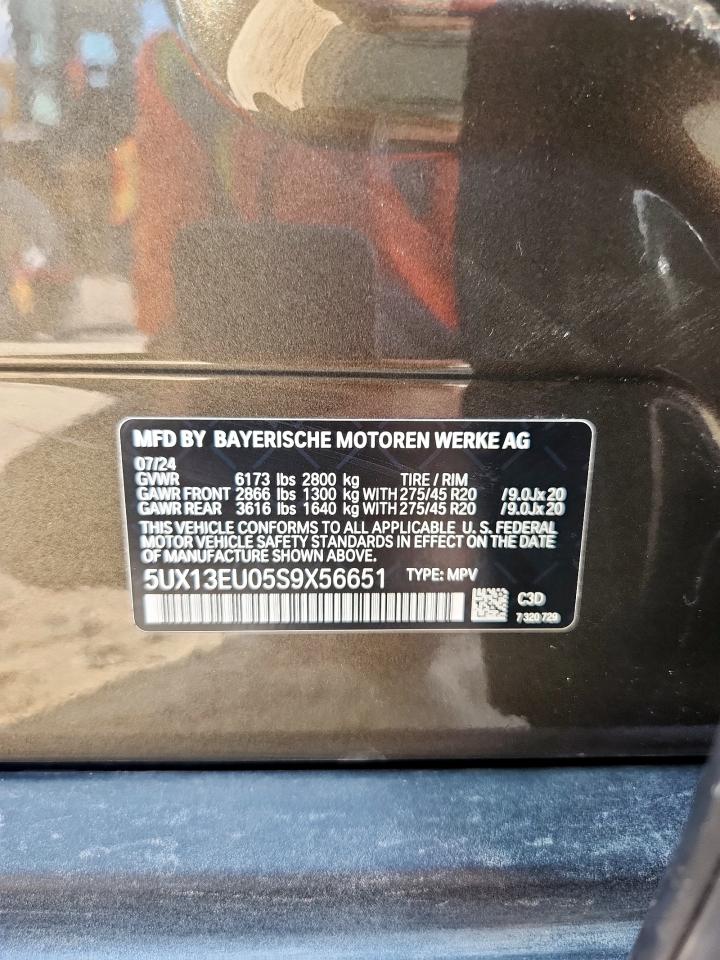 MFD BY BAYERISCHE MOTOREN WERKE AG
07/24
GVWR 6173 lbs 2800 kg TIRE / RIM
GAWR FRONT 2866 lbs 1300 kg WITH 275/45 R20 /9.0Jx20
GAWR REAR 3616 lbs 1640 kg WITH 275/45 R20 /9.0Jx20
THIS VEHICLE CONFORMS TO ALL APPLICABLE U. S. FEDERAL
MOTOR VEHICLE SAFETY STANDARDS IN EFFECT ON THE DATE
OF MANUFACTURE SHOWN ABOVE.
5UX13EU05S9X56651 TYPE: MPV
C3D
7 320 729